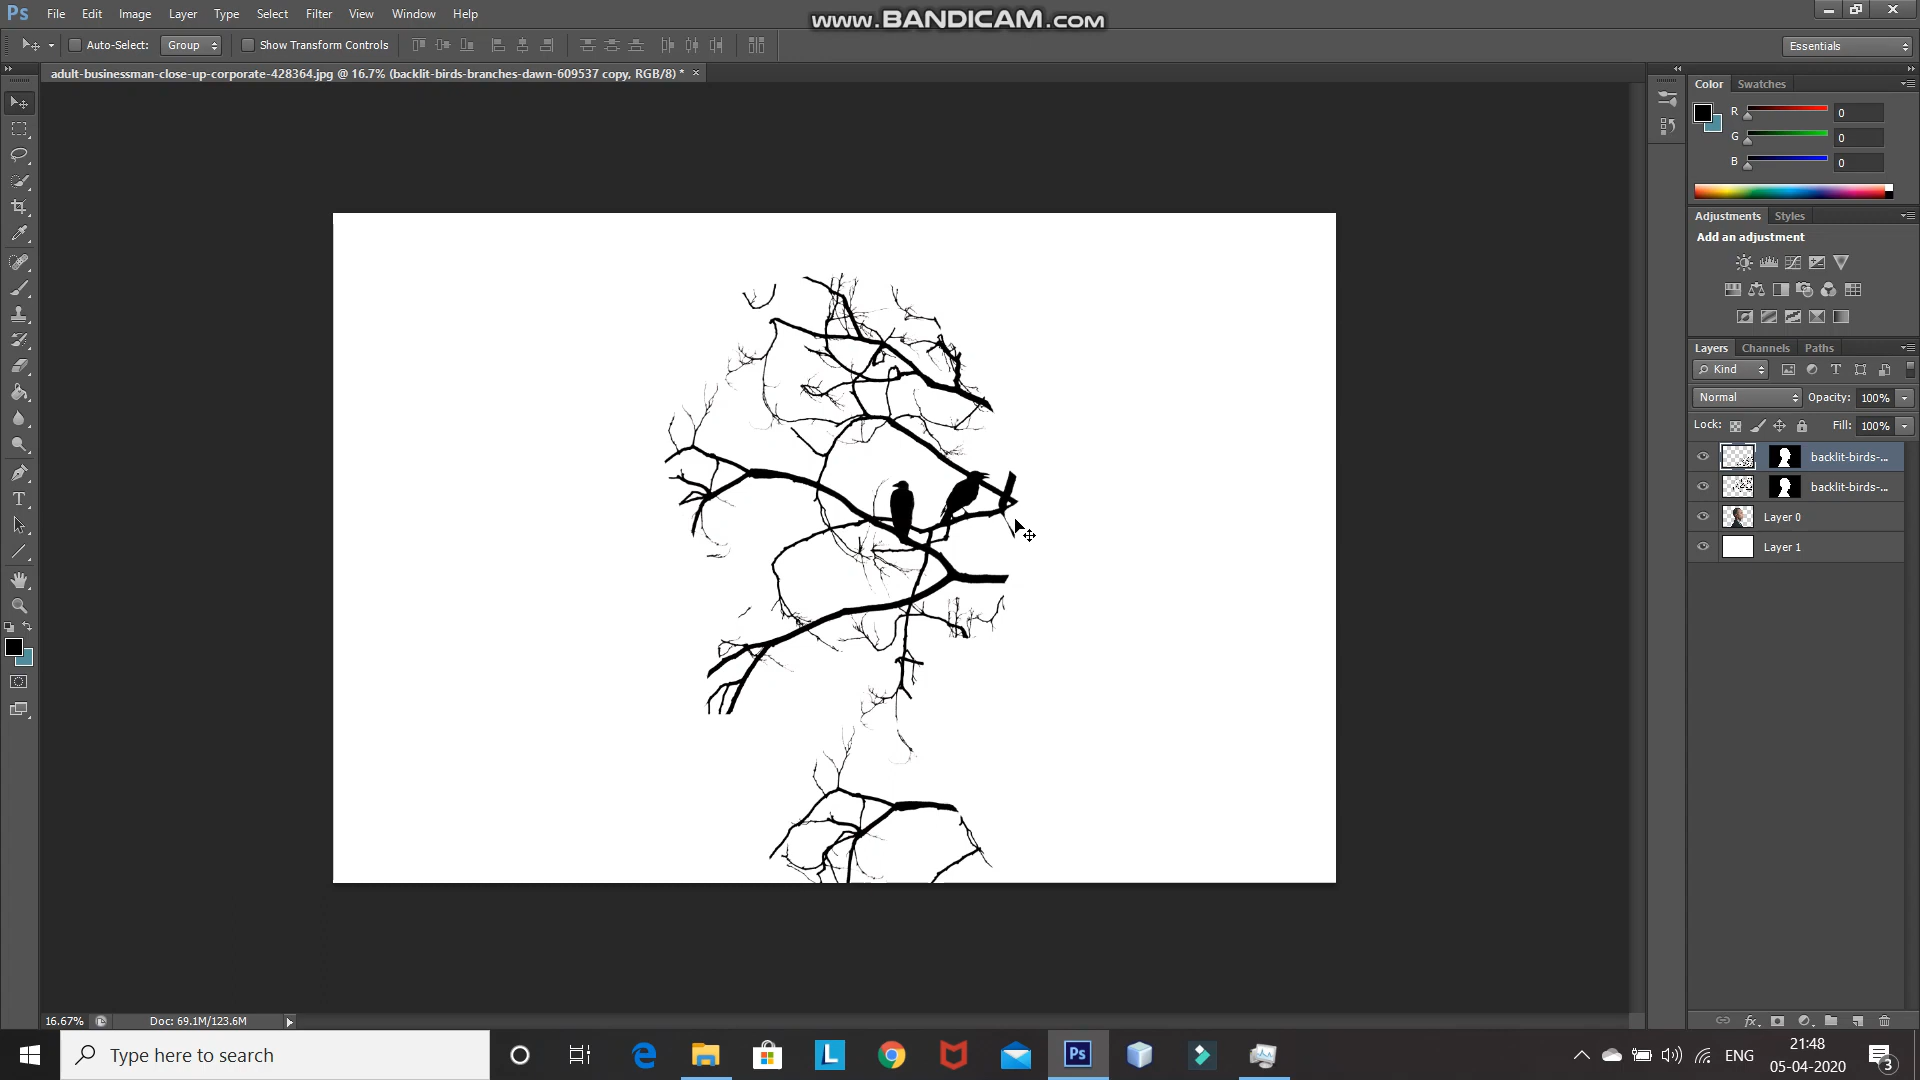 Ps File Edit Image Layer Type Select Filter View Window Help
www.BANDICAM.com
Auto-Select: Group Show Transform Controls Essentials
adult-businessman-close-up-corporate-428364.jpg @ 16.7% (backlit-birds-branches-dawn-609537 copy, RGB/8) * ×
Color Swatches
R 0
G 0
B 0
Adjustments Styles
Add an adjustment
Layers Channels Paths
Kind
Normal Opacity: 100%
Lock: Fill: 100%
backlit-birds-...
backlit-birds-...
Layer 0
Layer 1
16.67% Doc: 69.1M/123.6M
Type here to search
ENG
21:48
05-04-2020
3